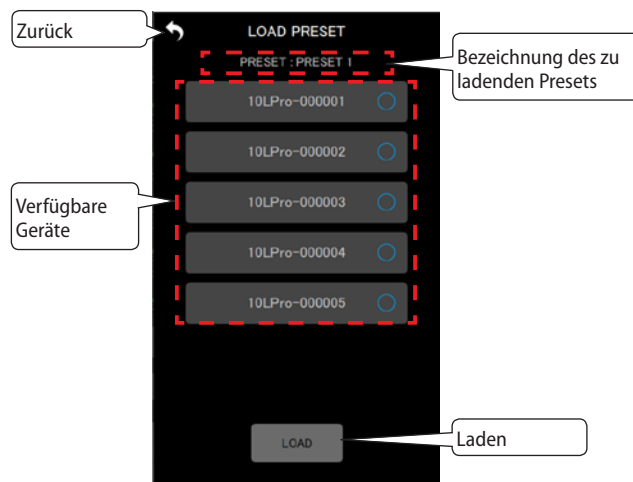 Zurück
LOAD PRESET
PRESET : PRESET 1
Bezeichnung des zu
ladenden Presets
10LPro-000001
10LPro-000002
10LPro-000003
Verfügbare
Geräte
10LPro-000004
10LPro-000005
LOAD
Laden